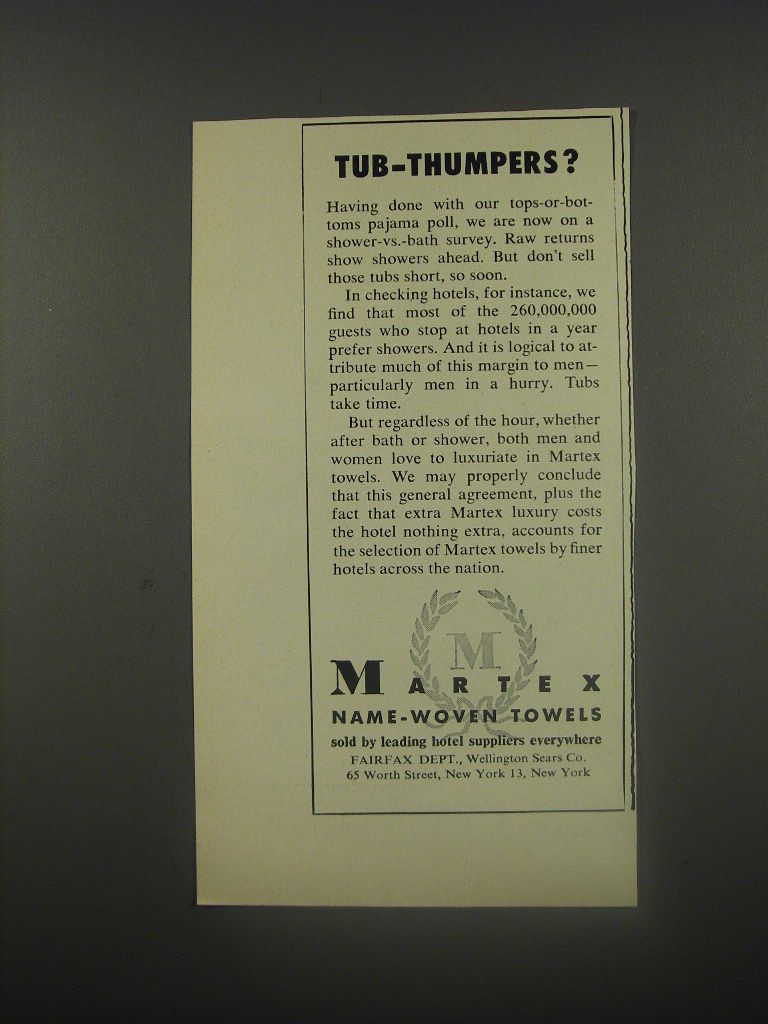 TUB-THUMPERS?
Having done with our tops-or-bot-
toms pajama poll, we are now on a
shower-vs.-bath survey. Raw returns
show showers ahead. But don't sell
those tubs short, so soon.
In checking hotels, for instance, we
find that most of the 260,000,000
guests who stop at hotels in a year
prefer showers. And it is logical to at-
tribute much of this margin to men—
particularly men in a hurry. Tubs
take time.
But regardless of the hour, whether
after bath or shower, both men and
women love to luxuriate in Martex
towels. We may properly conclude
that this general agreement, plus the
fact that extra Martex luxury costs
the hotel nothing extra, accounts for
the selection of Martex towels by finer
hotels across the nation.
M
MARTEX
NAME-WOVEN TOWELS
sold by leading hotel suppliers everywhere
FAIRFAX DEPT., Wellington Sears Co.
65 Worth Street, New York 13, New York